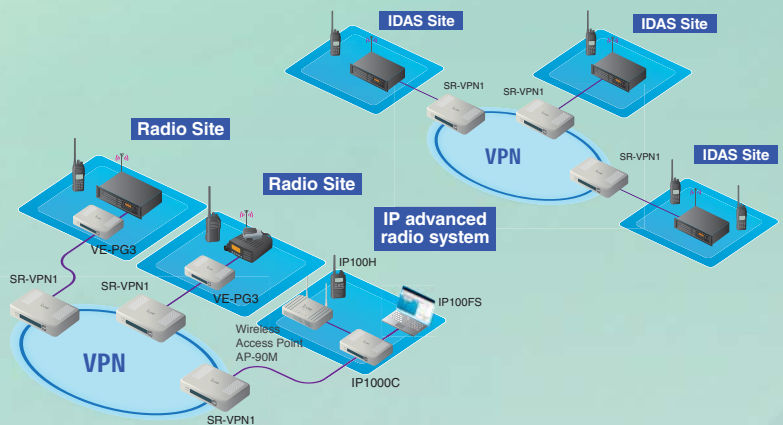 IDAS Site
IDAS Site
SR-VPN1
SR-VPN1
VPN
SR-VPN1
IDAS Site
Radio Site
Radio Site
IP advanced
radio system
VE-PG3
IP100H
SR-VPN1
SR-VPN1
VE-PG3
IP100FS
Wireless
Access Point
AP-90M
VPN
IP1000C
SR-VPN1